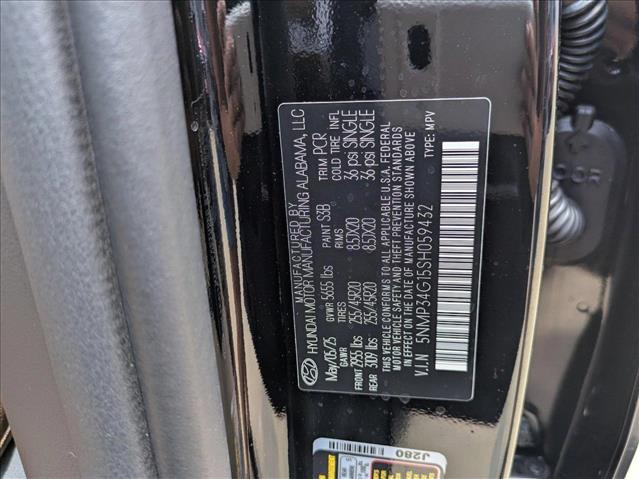 MANUFACTURED BY
HYUNDAI MOTOR MANUFACTURING ALABAMA, LLC
May/05/25 PAINT S3B TRIM PCR
GVWR 5655 lbs
GAWR TIRES RIMS COLD TIRE INFL
FRONT 2955 lbs 255/45R20 8.5JX20 36 psi SINGLE
REAR 3109 lbs 255/45R20 8.5JX20 36 psi SINGLE
THIS VEHICLE CONFORMS TO ALL APPLICABLE U.S.A. FEDERAL
MOTOR VEHICLE SAFETY AND THEFT PREVENTION STANDARDS
IN EFFECT ON THE DATE OF MANUFACTURE SHOWN ABOVE
V.I.N 5NMP34G15SH059432 TYPE: MPV
J280